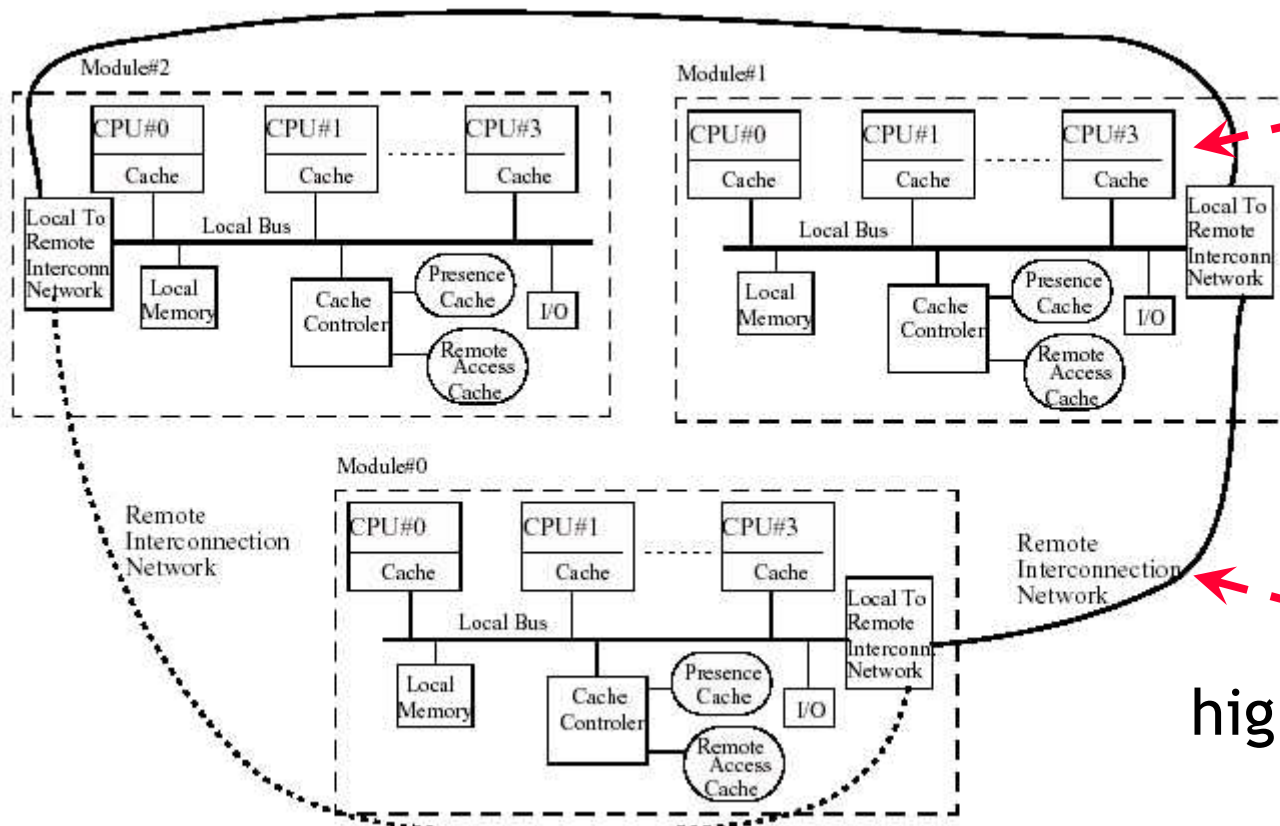 Module#2
CPU#0
Cache
CPU#1
Cache
CPU#3
Cache
Local To
Remote
Interconn
Network
Local Bus
Local
Memory
Cache
Controler
Presence
Cache
Remote
Access
Cache
I/O
Module#1
CPU#0
Cache
CPU#1
Cache
CPU#3
Cache
Local Bus
Local To
Remote
Interconn
Network
Local
Memory
Cache
Controler
Presence
Cache
Remote
Access
Cache
I/O
Remote
Interconnection
Network
Module#0
CPU#0
Cache
CPU#1
Cache
CPU#3
Cache
Local Bus
Local To
Remote
Interconn.
Network
Local
Memory
Cache
Controler
Presence
Cache
Remote
Access
Cache
I/O
Remote
Interconnection
Network
hig